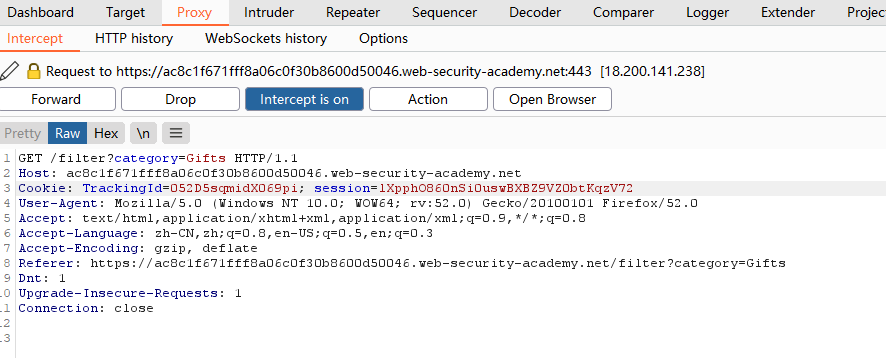 Dashboard Target Proxy Intruder Repeater Sequencer Decoder Comparer Logger Extender Projec
Intercept HTTP history WebSockets history Options
Request to https://ac8c1f671fff8a06c0f30b8600d50046.web-security-academy.net:443 [18.200.141.238]
Forward Drop Intercept is on Action Open Browser
Pretty Raw Hex \n
1 GET /filter?category=Gifts HTTP/1.1
2 Host: ac8c1f671fff8a06c0f30b8600d50046.web-security-academy.net
3 Cookie: TrackingId=O52D5sqmidXO69pi; session=lXpphO86OnSiOuswBXBZ9VZObtKqzV72
4 User-Agent: Mozilla/5.0 (Windows NT 10.0; WOW64; rv:52.0) Gecko/20100101 Firefox/52.0
5 Accept: text/html,application/xhtml+xml,application/xml;q=0.9,*/*;q=0.8
6 Accept-Language: zh-CN,zh;q=0.8,en-US;q=0.5,en;q=0.3
7 Accept-Encoding: gzip, deflate
8 Referer: https://ac8c1f671fff8a06c0f30b8600d50046.web-security-academy.net/filter?category=Gifts
9 Dnt: 1
10 Upgrade-Insecure-Requests: 1
11 Connection: close
12
13